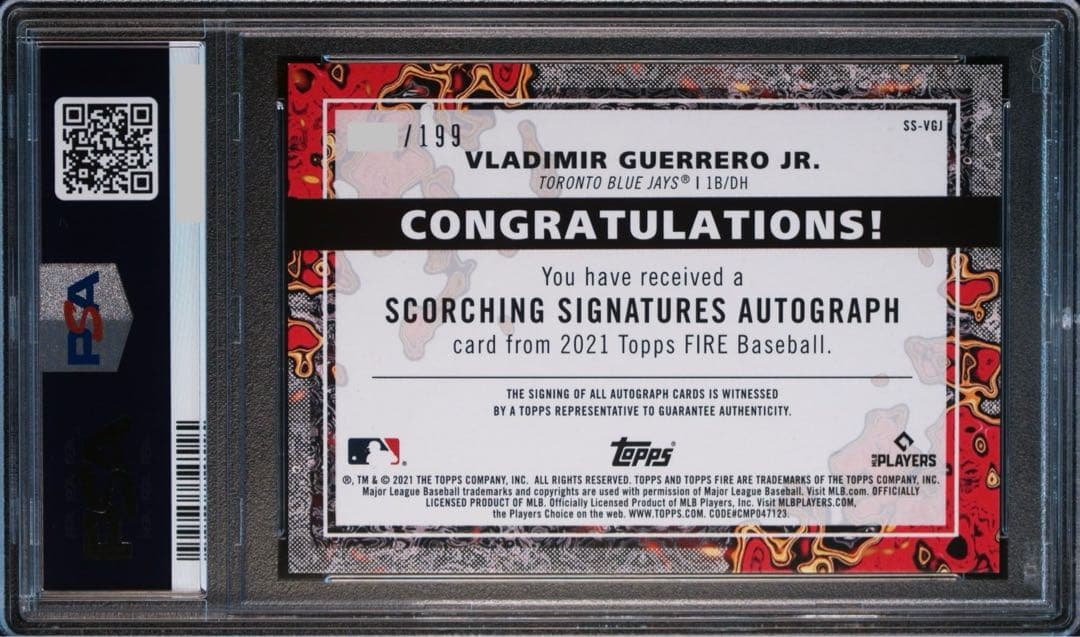 PSA
/199
SS-VGJ
VLADIMIR GUERRERO JR.
TORONTO BLUE JAYS® | 1B/DH
CONGRATULATIONS!
You have received a
SCORCHING SIGNATURES AUTOGRAPH
card from 2021 Topps FIRE Baseball.
THE SIGNING OF ALL AUTOGRAPH CARDS IS WITNESSED
BY A TOPPS REPRESENTATIVE TO GUARANTEE AUTHENTICITY.
topps®
MLB PLAYERS
®, TM & © 2021 THE TOPPS COMPANY, INC. ALL RIGHTS RESERVED. TOPPS AND TOPPS FIRE ARE TRADEMARKS OF THE TOPPS COMPANY, INC.
Major League Baseball trademarks and copyrights are used with permission of Major League Baseball. Visit MLB.com. OFFICIALLY
LICENSED PRODUCT OF MLB. Officially Licensed Product of MLB Players, Inc. Visit MLBPLAYERS.COM,
the Players Choice on the web. WWW.TOPPS.COM. CODE#CMP047123.
PSA